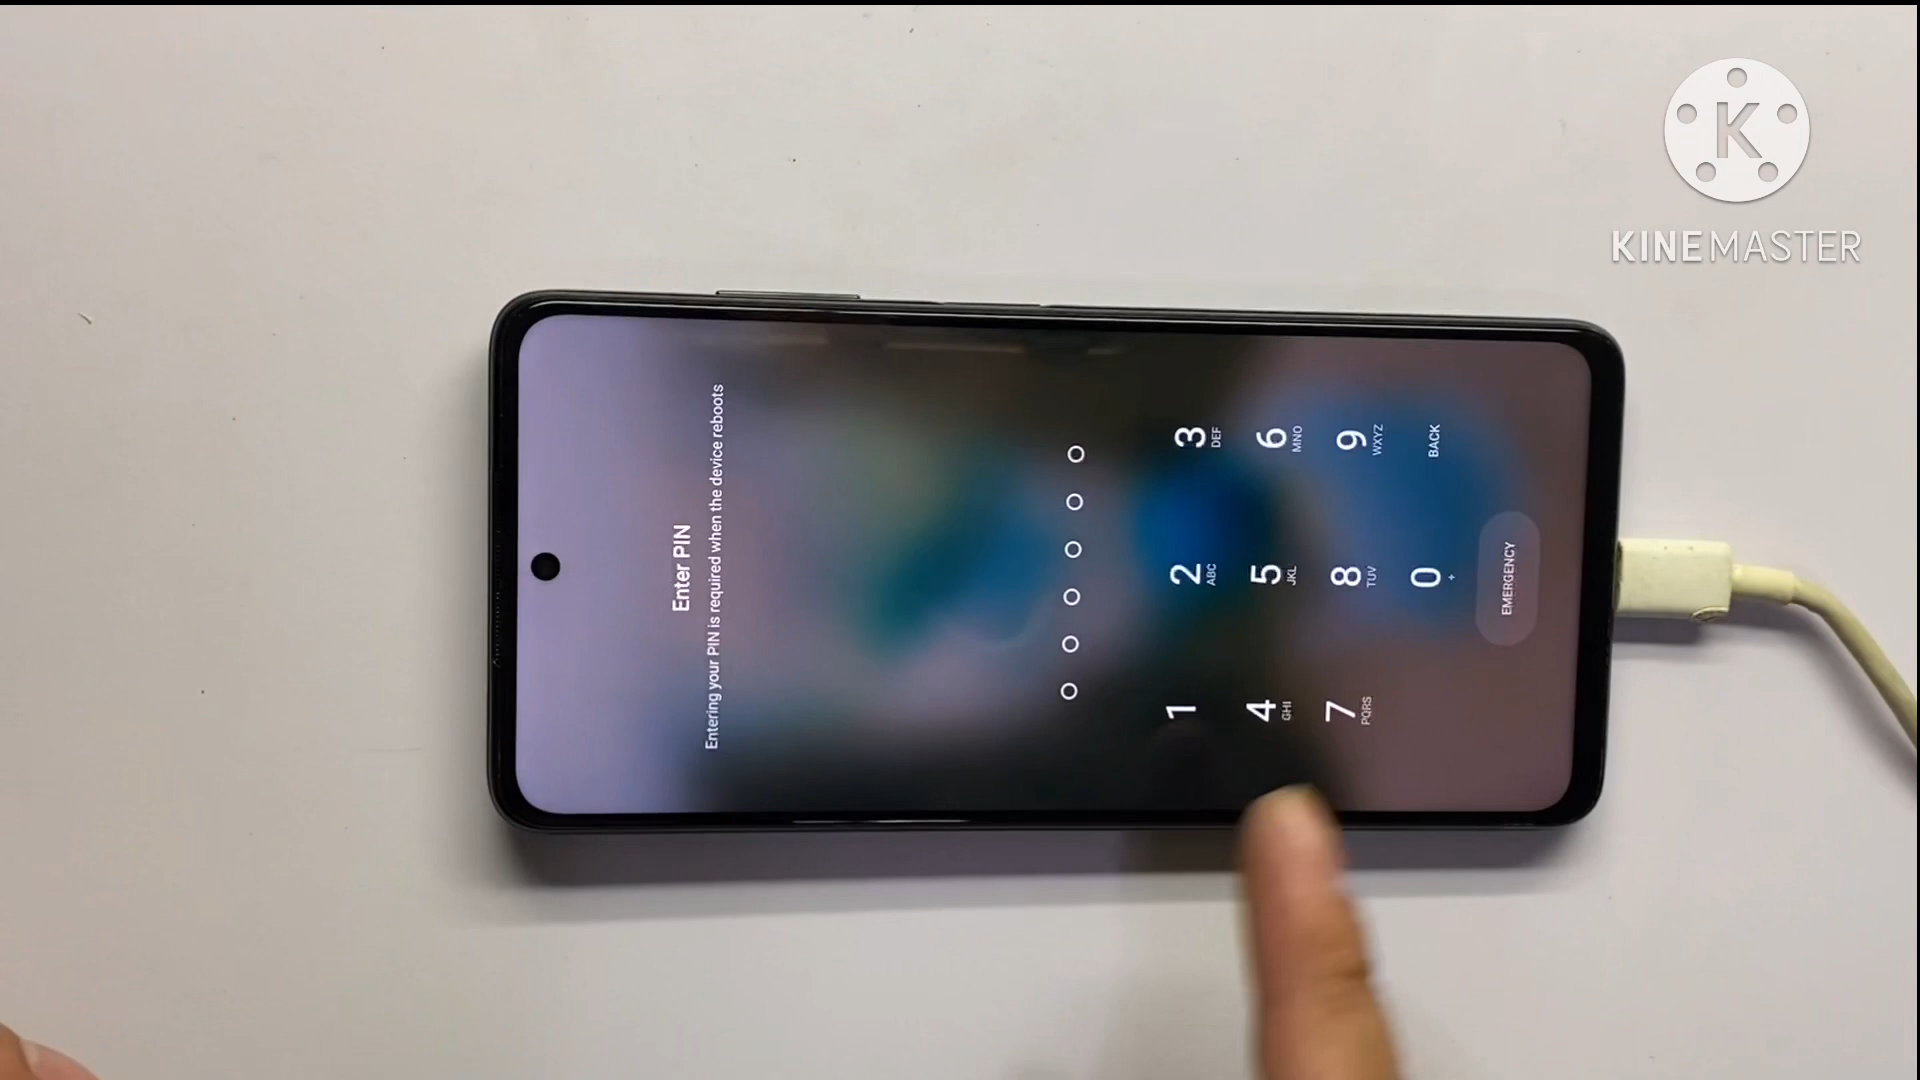 KINEMASTER
Enter PIN
Entering your PIN is required when the device reboots
1
2 ABC
3 DEF
4 GHI
5 JKL
6 MNO
7 PQRS
8 TUV
9 WXYZ
0 +
BACK
EMERGENCY